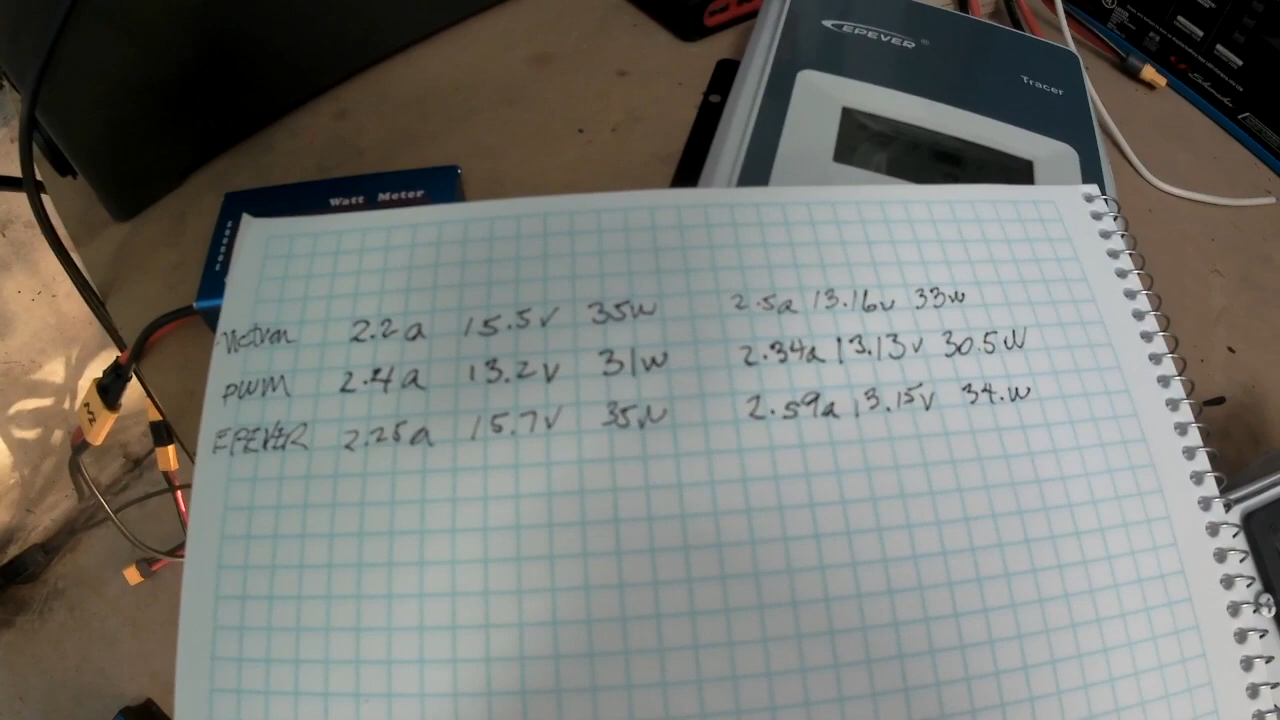 EPEVER
Tracer
Watt Meter
Victron 2.2a 15.5v 35w 2.5a 13.16v 33w
PWM 2.4a 13.2v 31w 2.34a 13.13v 30.5W
EPEVER 2.25a 15.7v 35w 2.59a 13.15v 34.w